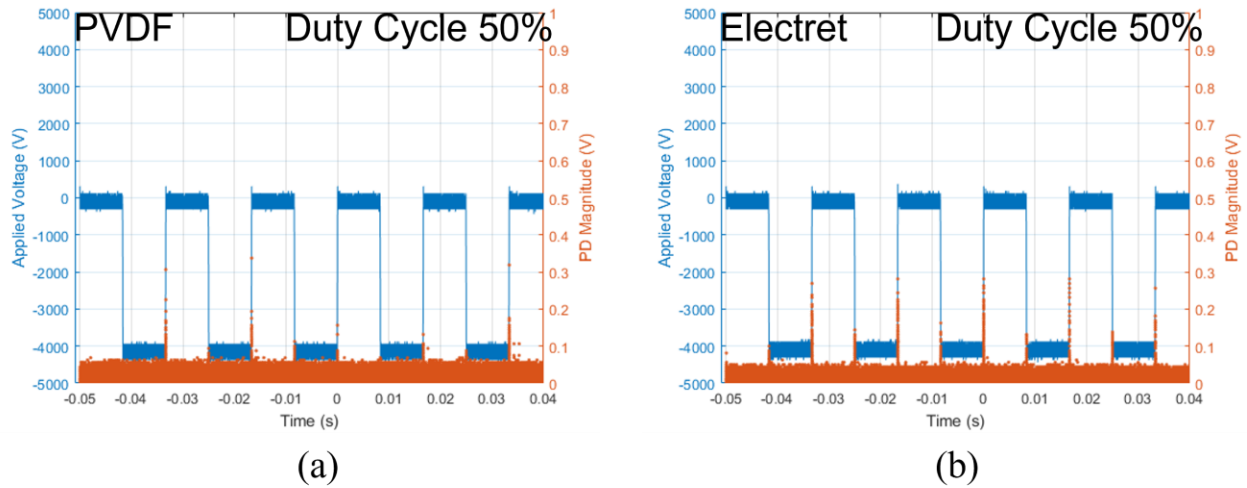 PVDF Duty Cycle 50%
5000 1
4000 0.9
3000 0.8
2000 0.7
1000 0.6
0 0.5
-1000 0.4
-2000 0.3
-3000 0.2
-4000 0.1
-5000 0
Applied Voltage (V)
PD Magnitude (V)
-0.05 -0.04 -0.03 -0.02 -0.01 0 0.01 0.02 0.03 0.04
Time (s)
(a)
Electret Duty Cycle 50%
5000 1
4000 0.9
3000 0.8
2000 0.7
1000 0.6
0 0.5
-1000 0.4
-2000 0.3
-3000 0.2
-4000 0.1
-5000 0
Applied Voltage (V)
PD Magnitude (V)
-0.05 -0.04 -0.03 -0.02 -0.01 0 0.01 0.02 0.03 0.04
Time (s)
(b)